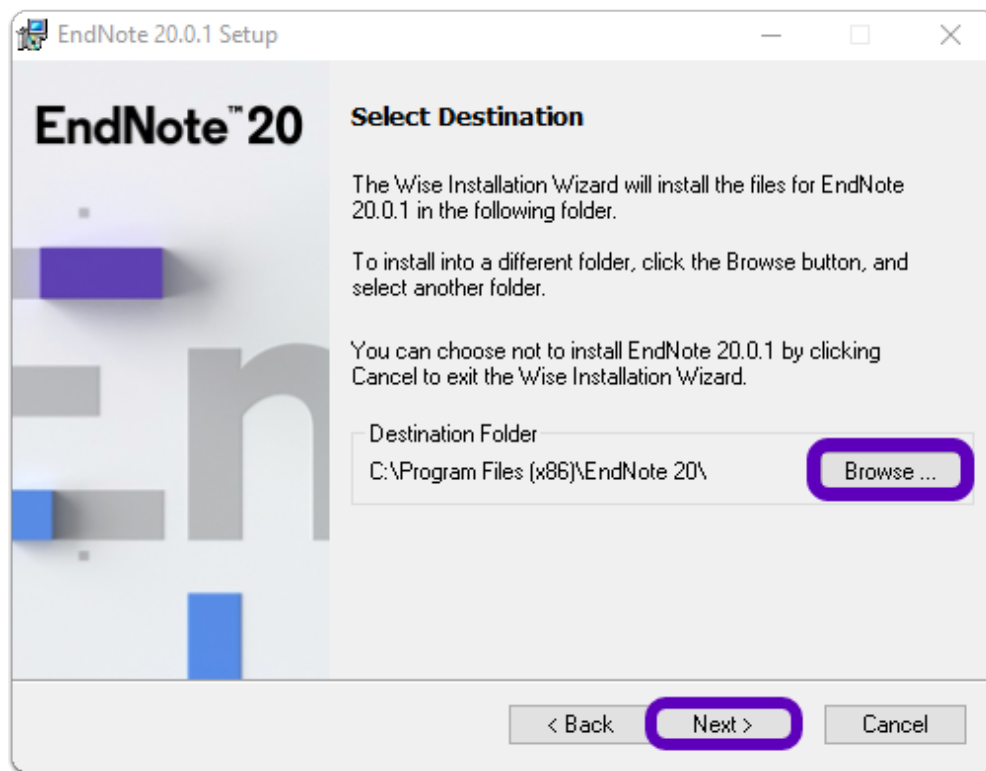 EndNote 20.0.1 Setup
EndNote™20
Select Destination
The Wise Installation Wizard will install the files for EndNote
20.0.1 in the following folder.
To install into a different folder, click the Browse button, and
select another folder.
You can choose not to install EndNote 20.0.1 by clicking
Cancel to exit the Wise Installation Wizard.
Destination Folder
C:\Program Files (x86)\EndNote 20\
Browse ...
En
< Back
Next >
Cancel